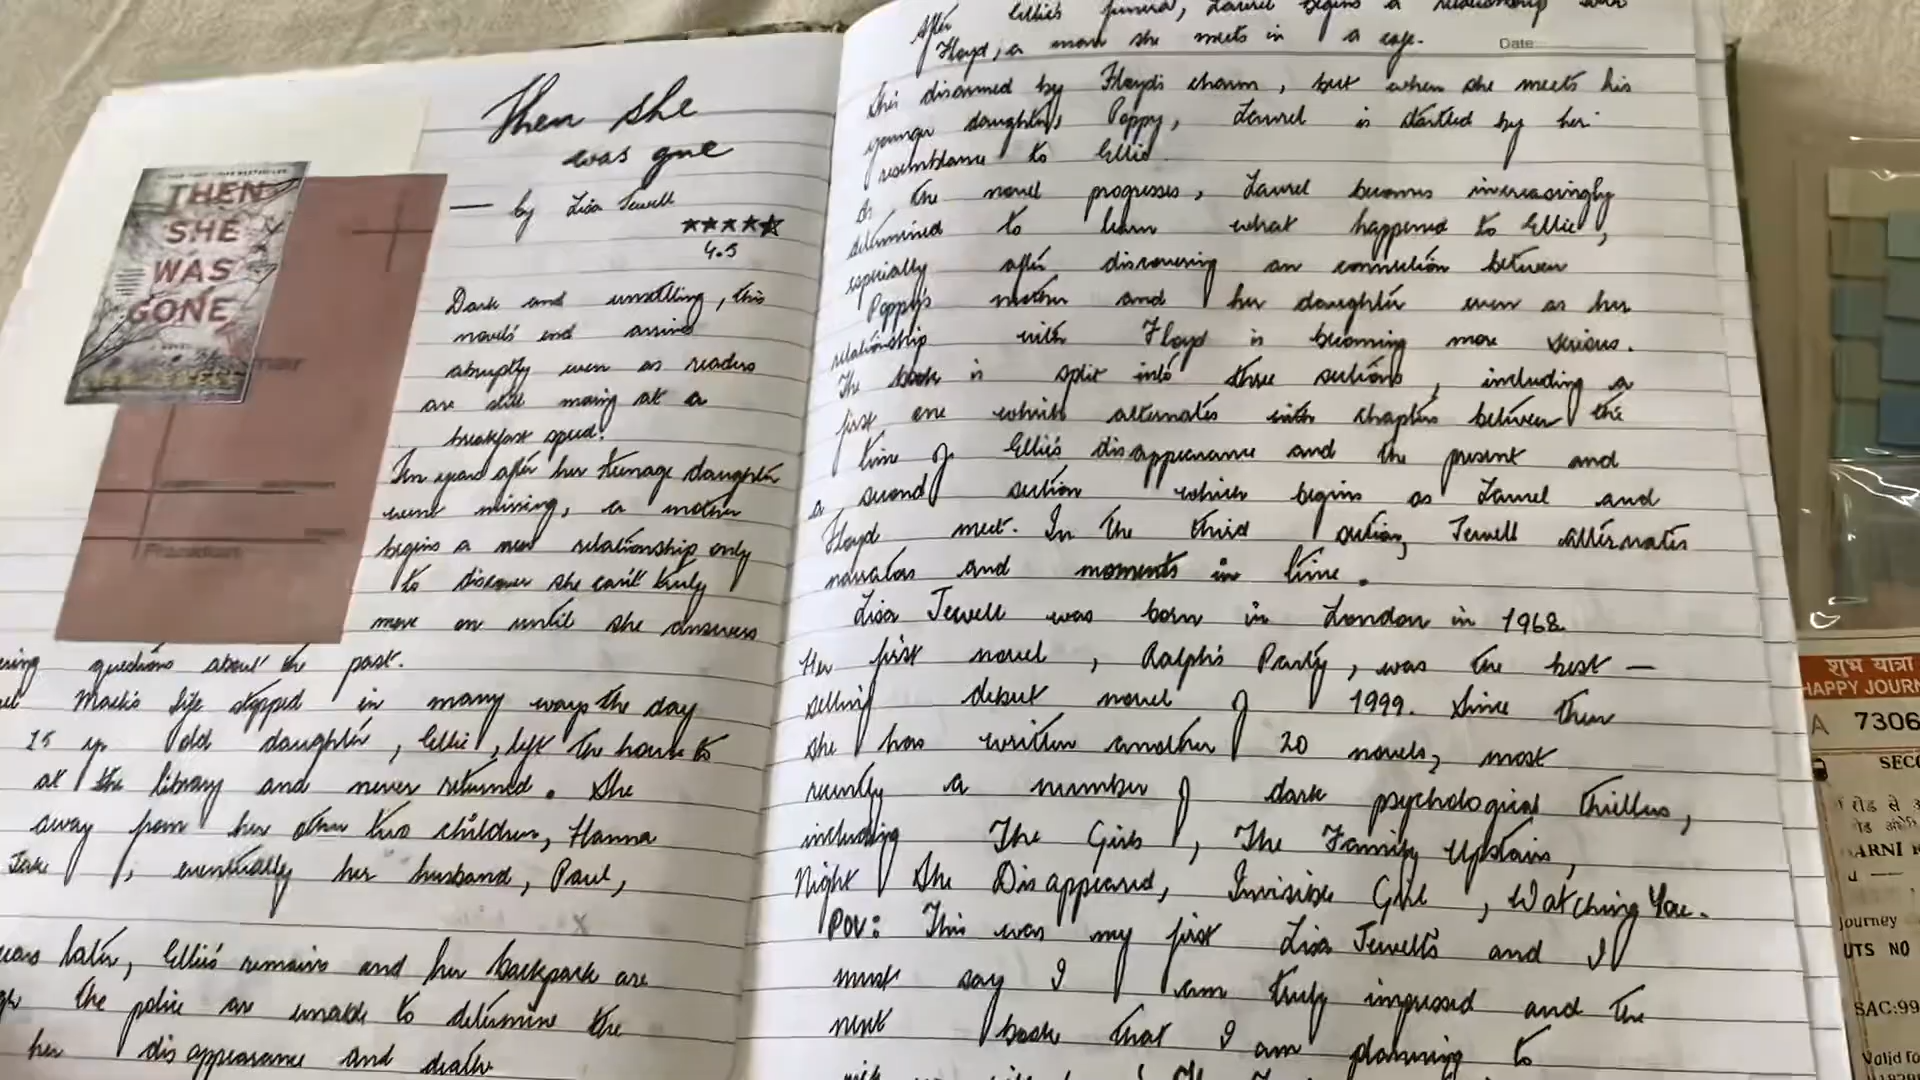 Then she
was gne
— by Lisa Jewell
4.5
THEN
SHE
WAS
GONE
A NOVEL
Dark and unsettling, this
novel's end arrives
abruptly even as readers
are still moving at a
breakfast speed.
Ten years after her teenage daughter
went missing, a mother
begins a new relationship only
to discover she can't truly
move on until she answers
questions about the past.
Mack's life stopped in many ways the day
15 yr old daughter, Ellie, left the house to
at the library and never returned. She
away from her other two children, Hanna
Jake, eventually her husband, Paul,
later, Ellie's remains and her backpack are
the police are unable to determine the
her disappearance and death
Frankfurt
After Ellie's funeral, Laurel begins a relationship with
Floyd, a man she meets in a cafe.
Date
She's disarmed by Floyd's charm, but when she meets his
younger daughter, Poppy, Laurel is startled by her
resemblance to Ellie.
As the novel progresses, Laurel becomes increasingly
determined to learn what happened to Ellie,
especially after discovering an connection between
Poppy's mother and her daughter even as her
relationship with Floyd is becoming more serious.
The book is split into three sections, including a
first one which alternates with chapters between the
time of Ellie's disappearance and the present and
a second section which begins as Laurel and
Floyd meet. In the third section, Jewell alternates
narrators and moments in time.
Lisa Jewell was born in London in 1968
Her first novel, Ralph's Party, was the best —
selling debut novel of 1999. Since then
she has written another 20 novels, most
recently a number of dark psychological thrillers,
including The Girls, The Family Upstairs,
Night She Disappeared, Invisible Girl, Watching You.
POV: This was my first Lisa Jewell's and I
must say I am truly impressed and the
next book that I am planning to
शुभ यात्रा
HAPPY JOURN
A 7306
SECO
ARNI
Journey
UTS NO
SAC:99
Valid fo